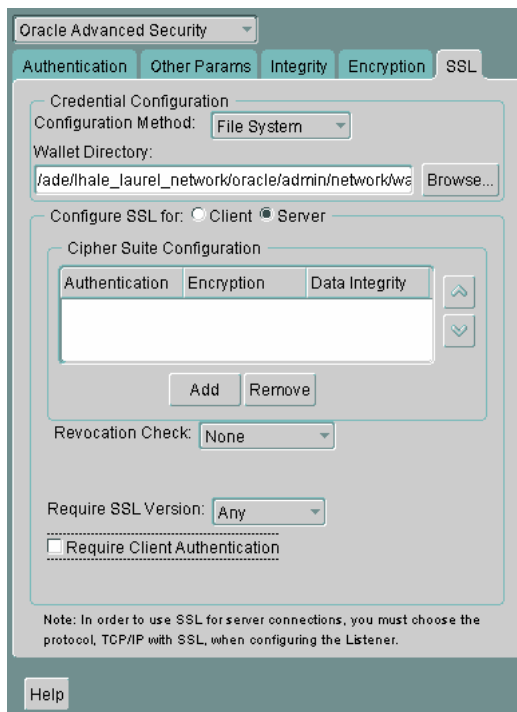 Oracle Advanced Security
Authentication Other Params Integrity Encryption SSL
Credential Configuration
Configuration Method: File System
Wallet Directory:
/ade/lhale_laurel_network/oracle/admin/network/wa Browse...
Configure SSL for: Client Server
Cipher Suite Configuration
Authentication Encryption Data Integrity
Add Remove
Revocation Check: None
Require SSL Version: Any
Require Client Authentication
Note: In order to use SSL for server connections, you must choose the
protocol, TCP/IP with SSL, when configuring the Listener.
Help